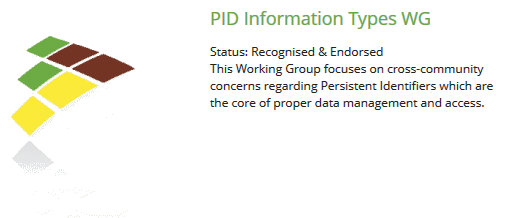 PID Information Types WG
Status: Recognised & Endorsed
This Working Group focuses on cross-community
concerns regarding Persistent Identifiers which are
the core of proper data management and access.